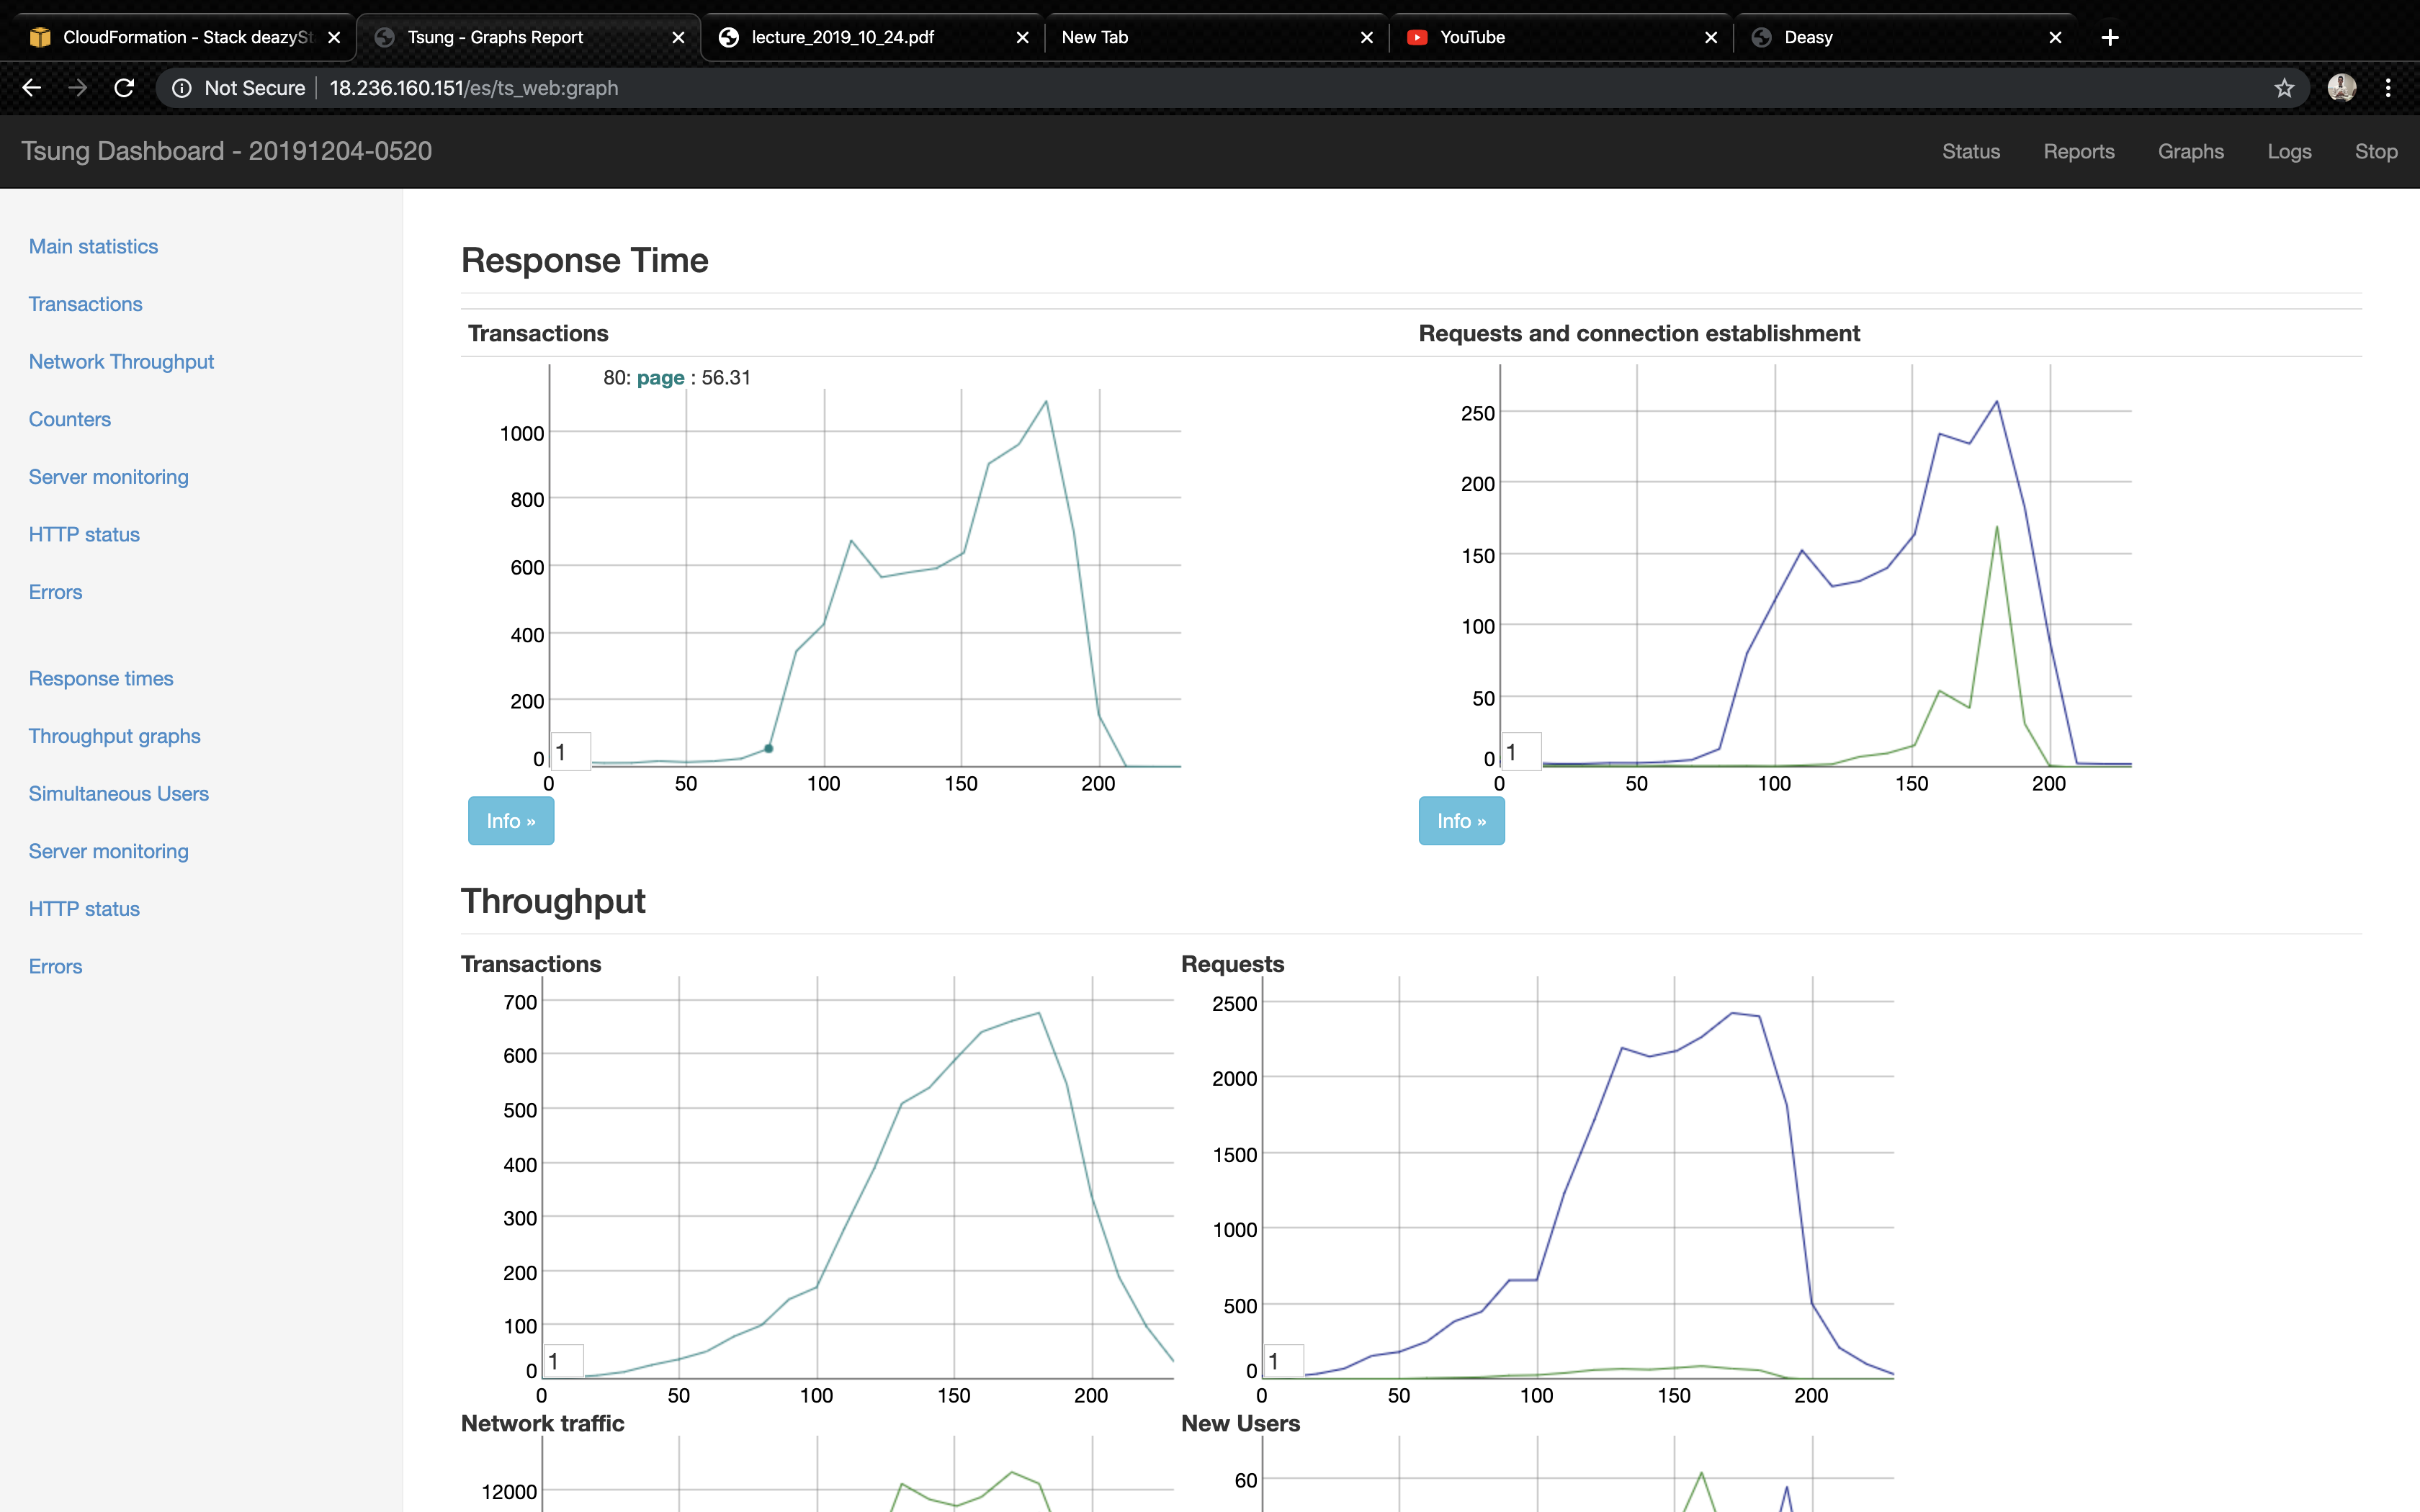 CloudFormation - Stack deazySt
Tsung - Graphs Report
lecture_2019_10_24.pdf
New Tab
YouTube
Deasy
Not Secure
18.236.160.151/es/ts_web:graph
Tsung Dashboard - 20191204-0520
Status
Reports
Graphs
Logs
Stop
Main statistics
Transactions
Network Throughput
Counters
Server monitoring
HTTP status
Errors
Response times
Throughput graphs
Simultaneous Users
Server monitoring
HTTP status
Errors
Response Time
Transactions
80: page : 56.31
1000
800
600
400
200
0
1
0 50 100 150 200
Info »
Requests and connection establishment
250
200
150
100
50
0
1
0 50 100 150 200
Info »
Throughput
Transactions
700
600
500
400
300
200
100
0
1
0 50 100 150 200
Requests
2500
2000
1500
1000
500
0
1
0 50 100 150 200
Network traffic
12000
New Users
60